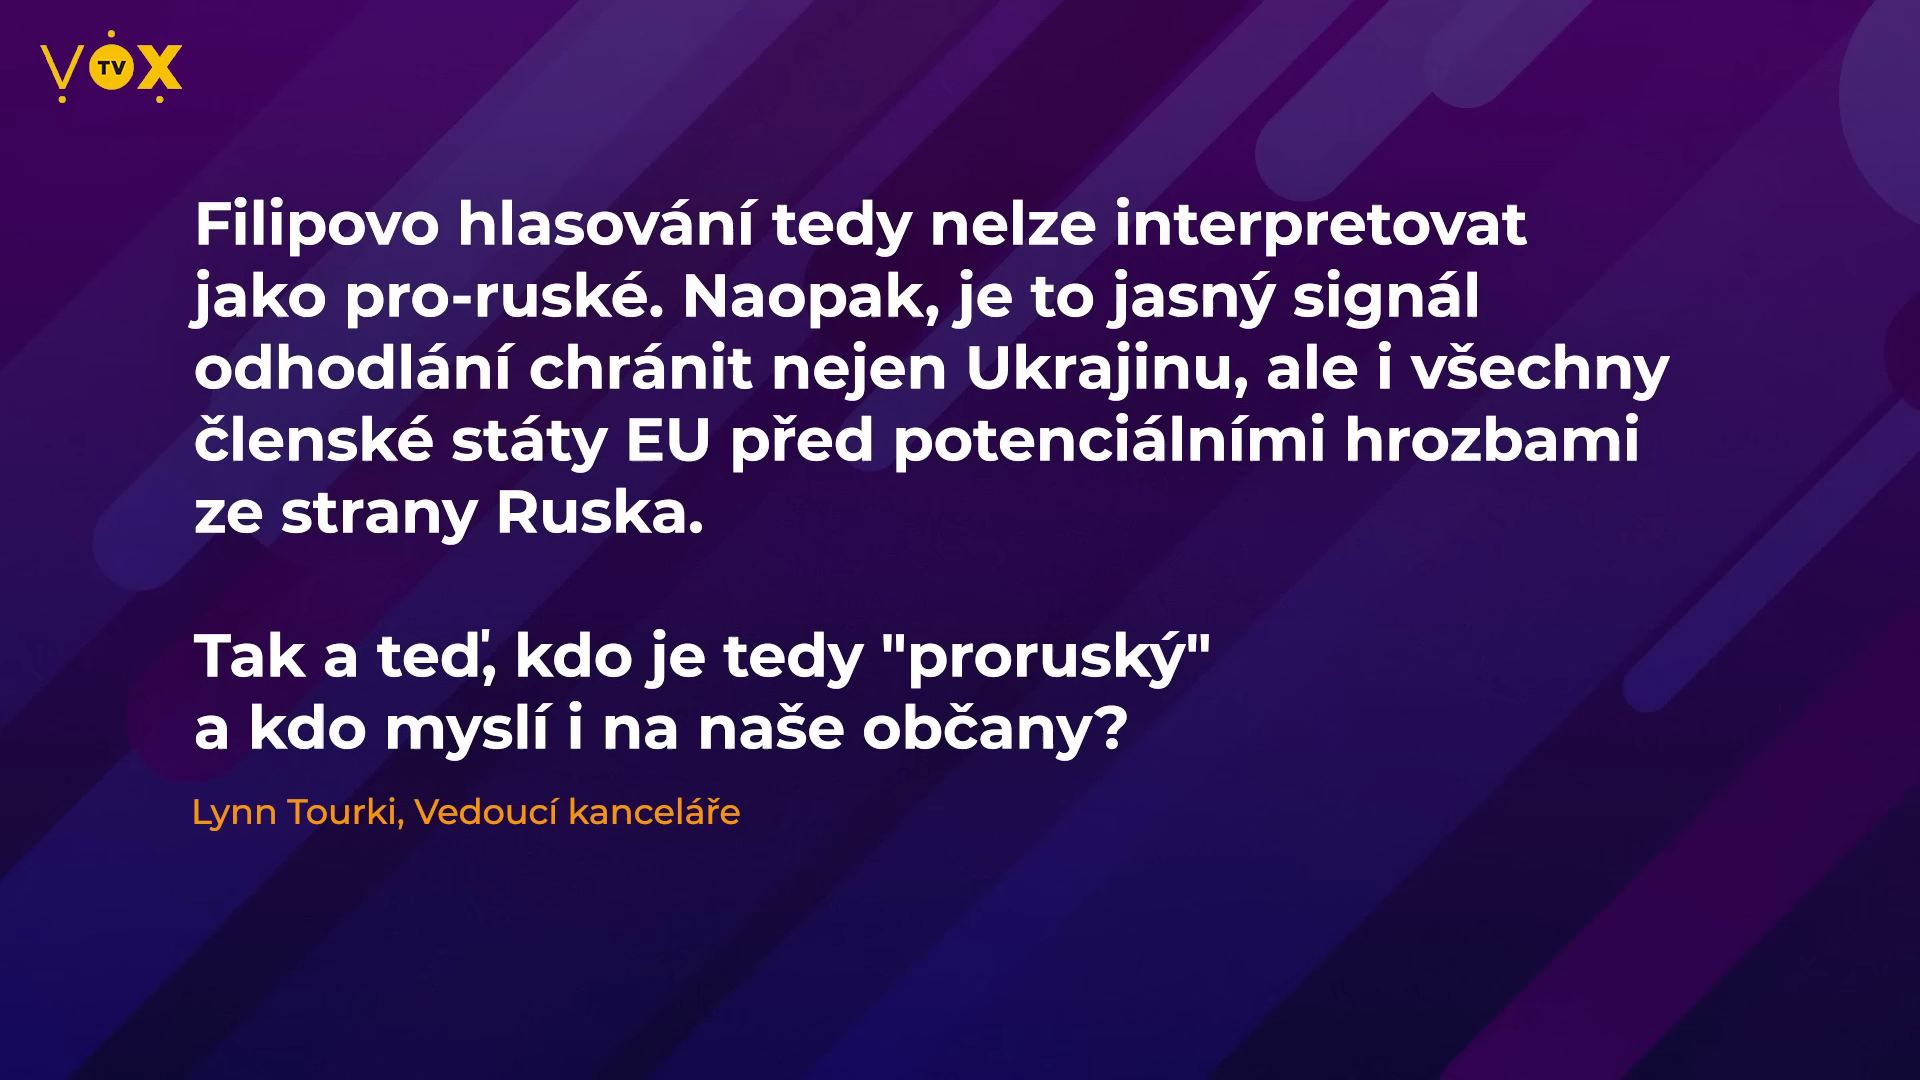 VOX TV
Filipovo hlasování tedy nelze interpretovat
jako pro-ruské. Naopak, je to jasný signál
odhodlání chránit nejen Ukrajinu, ale i všechny
členské státy EU před potenciálními hrozbami
ze strany Ruska.
Tak a teď, kdo je tedy "proruský"
a kdo myslí i na naše občany?
Lynn Tourki, Vedoucí kanceláře